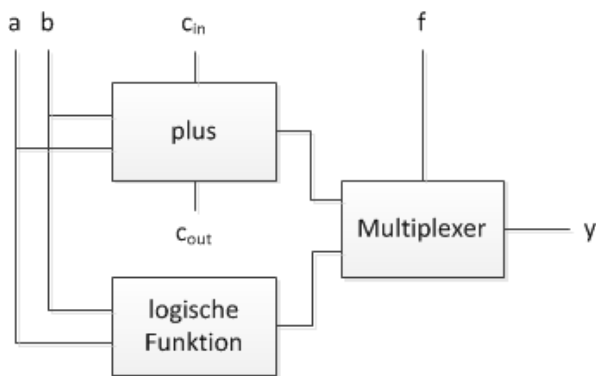 a b c_in f
plus
Multiplexer
y
c_out
logische
Funktion